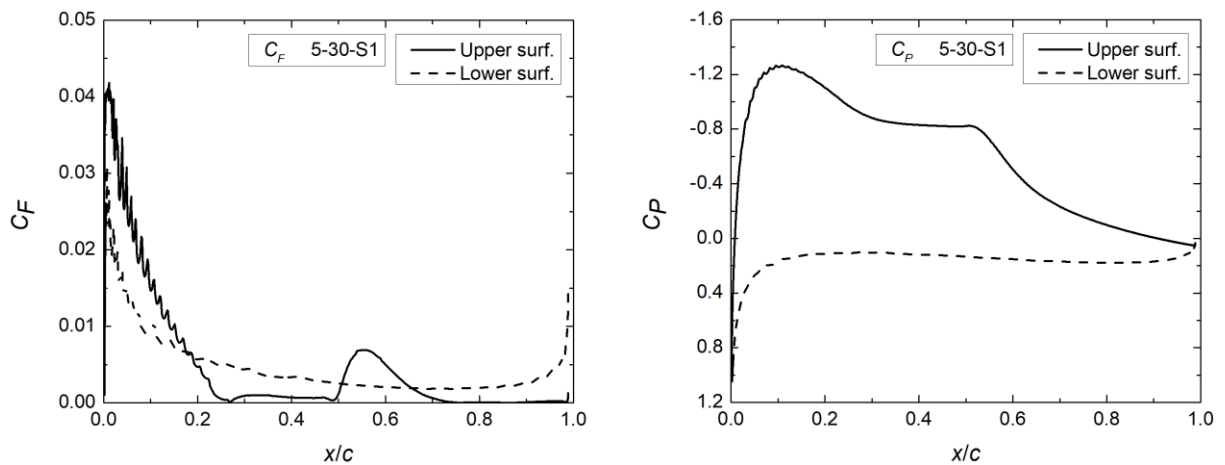 0.05
0.04
0.03
0.02
0.01
0.00
C_F
C_F 5-30-S1
Upper surf.
Lower surf.
0.0 0.2 0.4 0.6 0.8 1.0
x/c
-1.6
-1.2
-0.8
-0.4
0.0
0.4
0.8
1.2
C_P
C_P 5-30-S1
Upper surf.
Lower surf.
0.0 0.2 0.4 0.6 0.8 1.0
x/c